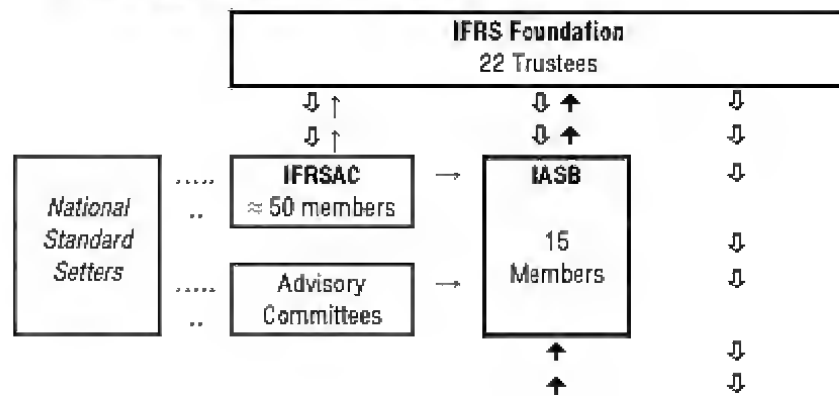 IFRS Foundation
22 Trustees
IFRSAC
≈ 50 members
IASB
15
Members
National
Standard
Setters
Advisory
Committees